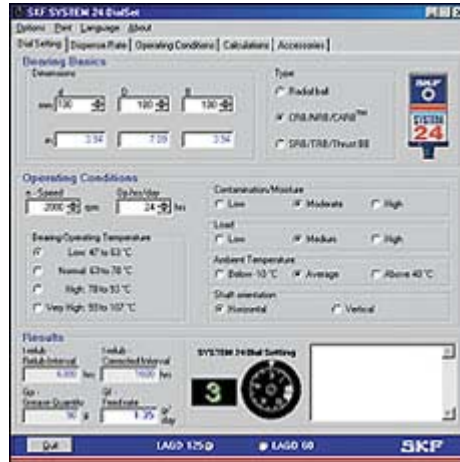 SKF SYSTEM 24 DialSet
Options Print Language About
Dial Setting Dispense Rate Operating Conditions Calculations Accessories
Bearing Basics
Dimensions
d D B
mm 100 180 100
in 3.94 7.09 3.94
Type
Radial ball
CRB/NRB/CARB™
SRB/TRB/Thrust BB
SKF
SYSTEM
24
Operating Conditions
n - Speed
2000 rpm
Op.hrs/day
24 hrs
Bearing Operating Temperature
Low: 47 to 63 °C
Normal: 63 to 78 °C
High: 78 to 93 °C
Very High: 93 to 107 °C
Contamination/Moisture
Low Moderate High
Load
Low Medium High
Ambient Temperature
Below -10 °C Average Above 40 °C
Shaft orientation
Horizontal Vertical
Results
Relub Interval
hrs
Corrected Interval
hrs
Gp -
Grease Quantity
90 g
Qf -
Feed rate
1.35 g/
day
SYSTEM 24 Dial Setting
3
Quit LAGD 125 LAGD 60 SKF